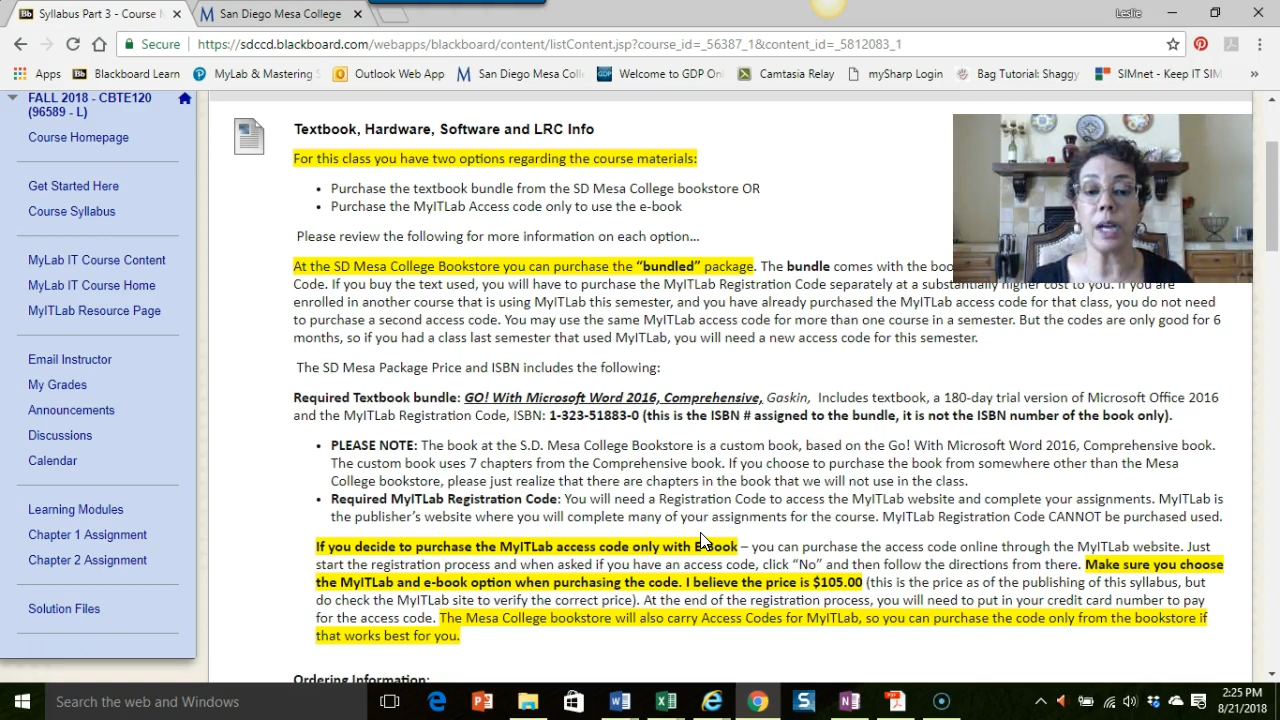 Syllabus Part 3 - Course M
San Diego Mesa College
Leslie
Secure
https://sdccd.blackboard.com/webapps/blackboard/content/listContent.jsp?course_id=_56387_1&content_id=_5812083_1
Apps Blackboard Learn MyLab & Mastering Outlook Web App San Diego Mesa Coll Welcome to GDP On Camtasia Relay mySharp Login Bag Tutorial: Shaggy SIMnet - Keep IT SIM
FALL 2018 - CBTE120
(96589 - L)
Course Homepage
Get Started Here
Course Syllabus
MyLab IT Course Content
MyLab IT Course Home
MyITLab Resource Page
Email Instructor
My Grades
Announcements
Discussions
Calendar
Learning Modules
Chapter 1 Assignment
Chapter 2 Assignment
Solution Files
Textbook, Hardware, Software and LRC Info
For this class you have two options regarding the course materials:
• Purchase the textbook bundle from the SD Mesa College bookstore OR
• Purchase the MyITLab Access code only to use the e-book
Please review the following for more information on each option...
At the SD Mesa College Bookstore you can purchase the “bundled” package. The bundle comes with the boo
Code. If you buy the text used, you will have to purchase the MyITLab Registration Code separately at a substantially higher cost to you. If you are
enrolled in another course that is using MyITLab this semester, and you have already purchased the MyITLab access code for that class, you do not need
to purchase a second access code. You may use the same MyITLab access code for more than one course in a semester. But the codes are only good for 6
months, so if you had a class last semester that used MyITLab, you will need a new access code for this semester.
The SD Mesa Package Price and ISBN includes the following:
Required Textbook bundle: GO! With Microsoft Word 2016, Comprehensive, Gaskin, Includes textbook, a 180-day trial version of Microsoft Office 2016
and the MyITLab Registration Code, ISBN: 1-323-51883-0 (this is the ISBN # assigned to the bundle, it is not the ISBN number of the book only).
• PLEASE NOTE: The book at the S.D. Mesa College Bookstore is a custom book, based on the Go! With Microsoft Word 2016, Comprehensive book.
The custom book uses 7 chapters from the Comprehensive book. If you choose to purchase the book from somewhere other than the Mesa
College bookstore, please just realize that there are chapters in the book that we will not use in the class.
• Required MyITLab Registration Code: You will need a Registration Code to access the MyITLab website and complete your assignments. MyITLab is
the publisher’s website where you will complete many of your assignments for the course. MyITLab Registration Code CANNOT be purchased used.
If you decide to purchase the MyITLab access code only with E-book – you can purchase the access code online through the MyITLab website. Just
start the registration process and when asked if you have an access code, click “No” and then follow the directions from there. Make sure you choose
the MyITLab and e-book option when purchasing the code. I believe the price is $105.00 (this is the price as of the publishing of this syllabus, but
do check the MyITLab site to verify the correct price). At the end of the registration process, you will need to put in your credit card number to pay
for the access code. The Mesa College bookstore will also carry Access Codes for MyITLab, so you can purchase the code only from the bookstore if
that works best for you.
Ordering Information:
Search the web and Windows
2:25 PM
8/21/2018